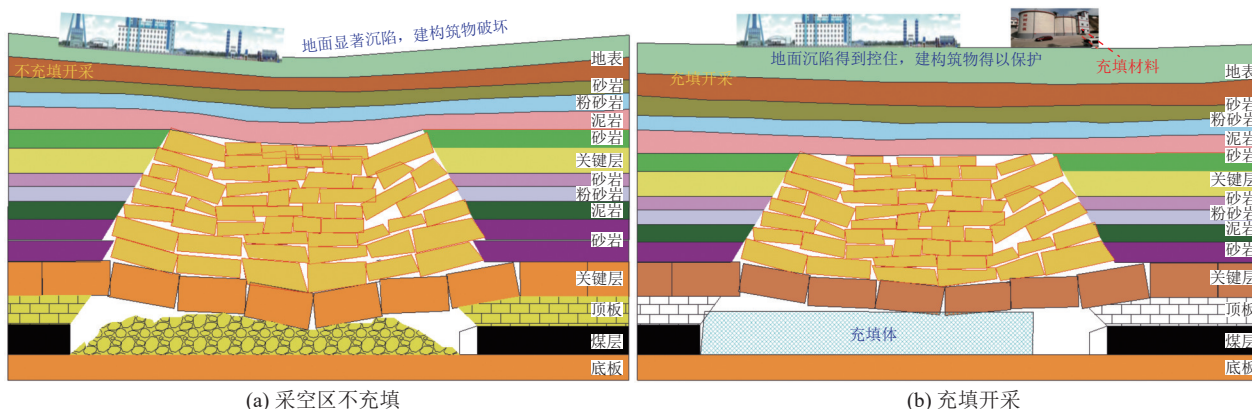 地面显著沉陷，建构筑物破坏
不充填开采
地表
砂岩
粉砂岩
泥岩
砂岩
关键层
砂岩
粉砂岩
泥岩
砂岩
关键层
顶板
煤层
底板
(a) 采空区不充填
地面沉陷得到控住，建构筑物得以保护
充填材料
充填开采
地表
砂岩
粉砂岩
泥岩
砂岩
关键层
砂岩
粉砂岩
泥岩
砂岩
关键层
顶板
煤层
充填体
底板
(b) 充填开采